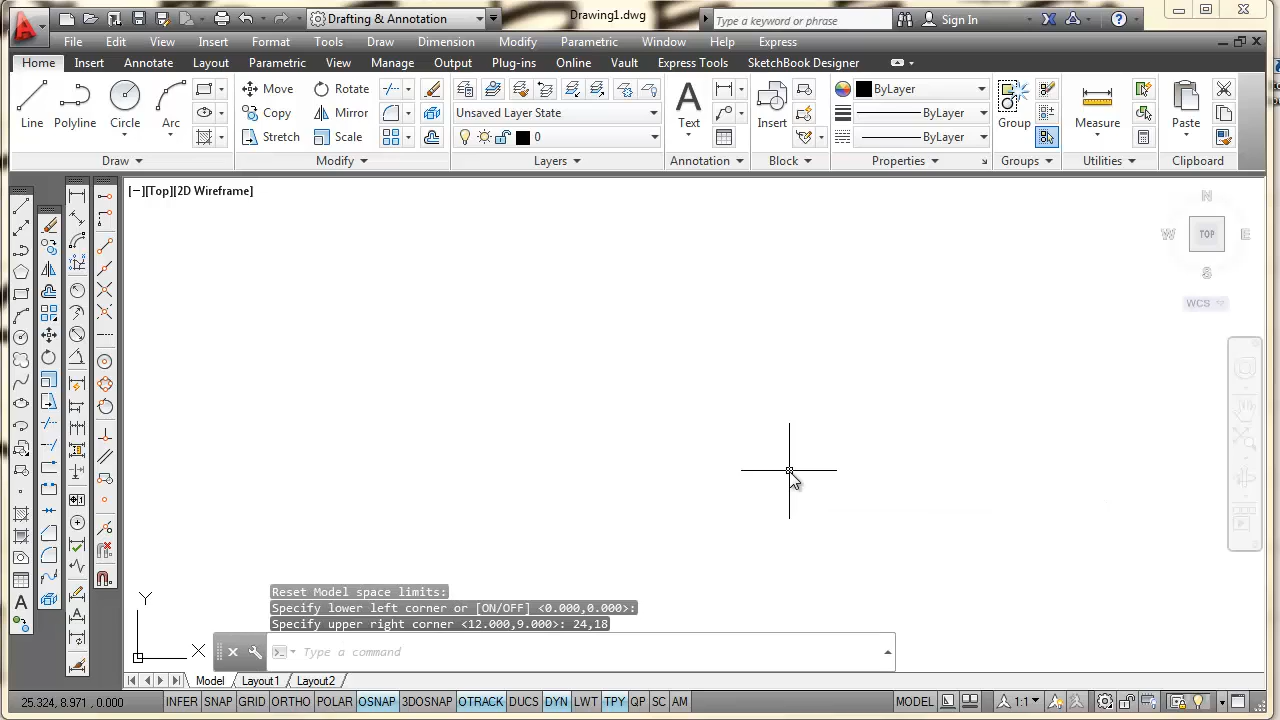 Drafting & Annotation
Drawing1.dwg
Type a keyword or phrase
Sign In
File Edit View Insert Format Tools Draw Dimension Modify Parametric Window Help Express
Home Insert Annotate Layout Parametric View Manage Output Plug-ins Online Vault Express Tools SketchBook Designer
Line
Polyline
Circle
Arc
Move
Rotate
Copy
Mirror
Stretch
Scale
Unsaved Layer State
0
A
Text
Insert
ByLayer
ByLayer
ByLayer
Group
Measure
Paste
Draw
Modify
Layers
Annotation
Block
Properties
Groups
Utilities
Clipboard
[−][Top][2D Wireframe]
N
W
TOP
E
S
WCS
A
Y
X
Reset Model space limits:
Specify lower left corner or [ON/OFF] <0.000,0.000>:
Specify upper right corner <12.000,9.000>: 24,18
Type a command
Model Layout1 Layout2
25.324, 8.971 , 0.000
INFER SNAP GRID ORTHO POLAR OSNAP 3DOSNAP OTRACK DUCS DYN LWT TPY QP SC AM
MODEL
1:1